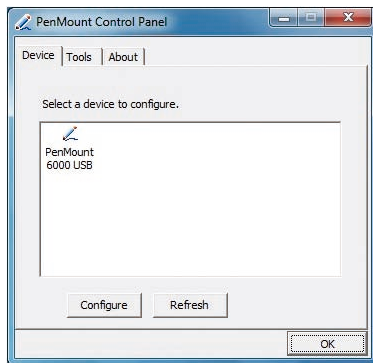 PenMount Control Panel
Device Tools About
Select a device to configure.
PenMount
6000 USB
Configure Refresh
OK